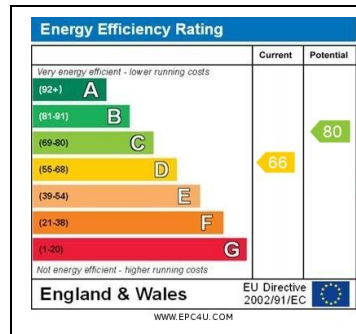 Energy Efficiency Rating
Current Potential
Very energy efficient - lower running costs
(92+) A
(81-91) B
(69-80) C
(55-68) D
(39-54) E
(21-38) F
(1-20) G
66
80
Not energy efficient - higher running costs
England & Wales
EU Directive
2002/91/EC
WWW.EPC4U.COM